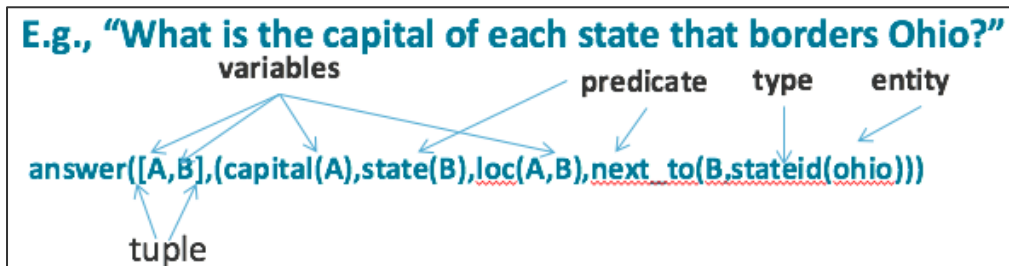 E.g., “What is the capital of each state that borders Ohio?”
variables
predicate type entity
answer([A,B],(capital(A),state(B),loc(A,B),next_to(B,stateid(ohio)))
tuple